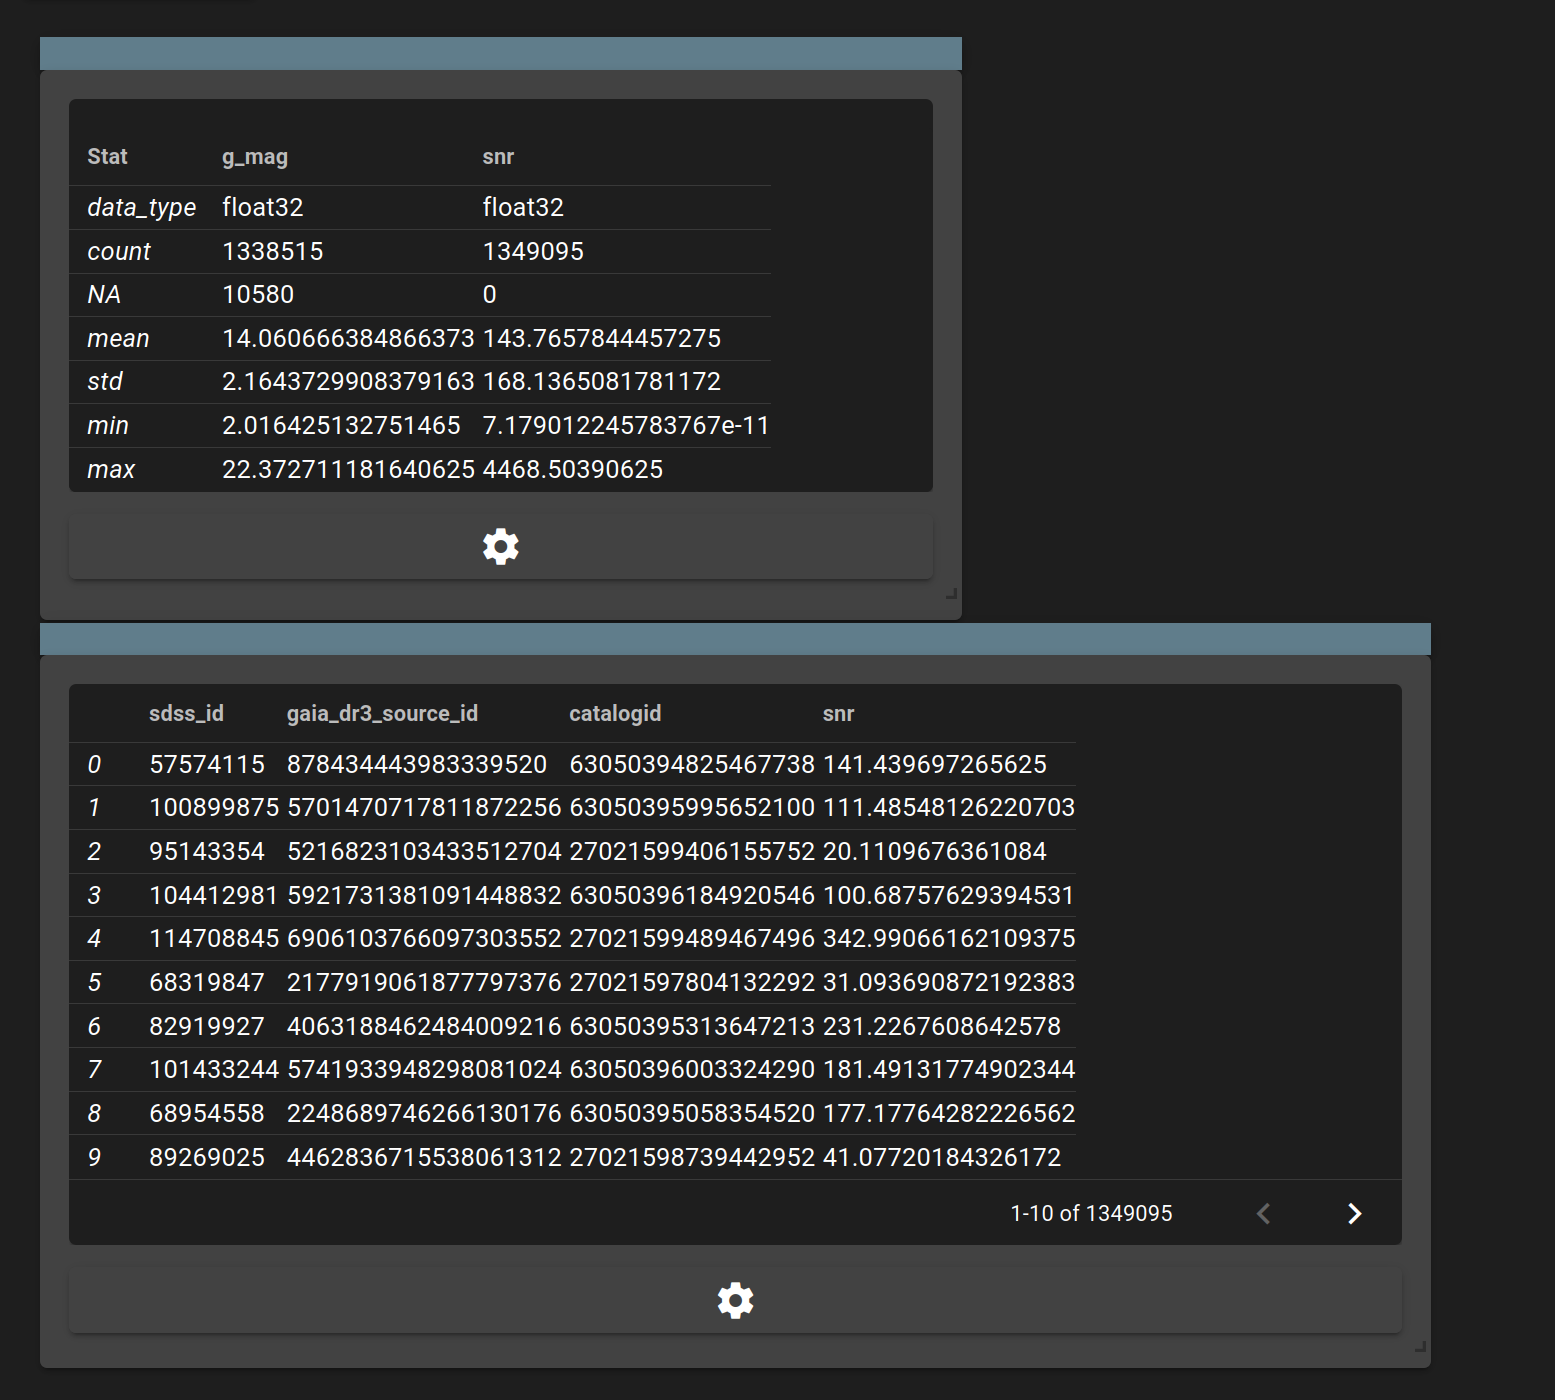 Stat g_mag snr
data_type float32 float32
count 1338515 1349095
NA 10580 0
mean 14.060666384866373 143.7657844457275
std 2.1643729908379163 168.1365081781172
min 2.016425132751465 7.179012245783767e-11
max 22.372711181640625 4468.50390625
sdss_id gaia_dr3_source_id catalogid snr
0 57574115 878434443983339520 63050394825467738 141.439697265625
1 100899875 5701470717811872256 63050395995652100 111.48548126220703
2 95143354 5216823103433512704 27021599406155752 20.1109676361084
3 104412981 5921731381091448832 63050396184920546 100.68757629394531
4 114708845 6906103766097303552 27021599489467496 342.99066162109375
5 68319847 2177919061877797376 27021597804132292 31.093690872192383
6 82919927 4063188462484009216 63050395313647213 231.2267608642578
7 101433244 5741933948298081024 63050396003324290 181.49131774902344
8 68954558 2248689746266130176 63050395058354520 177.17764282226562
9 89269025 4462836715538061312 27021598739442952 41.07720184326172
1-10 of 1349095